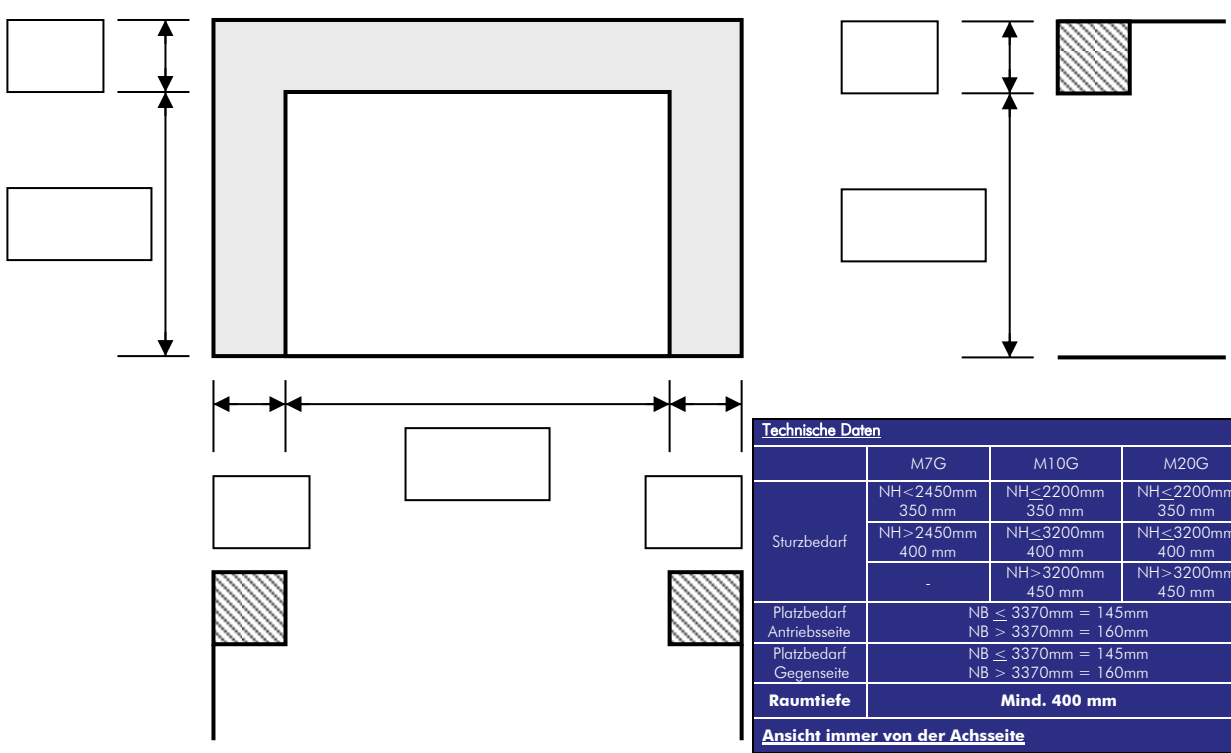 Technische Daten
M7G M10G M20G
Sturzbedarf
NH<2450mm NH<2200mm NH<2200mm
350 mm 350 mm 350 mm
NH>2450mm NH<3200mm NH<3200mm
400 mm 400 mm 400 mm
- NH>3200mm NH>3200mm
450 mm 450 mm
Platzbedarf NB < 3370mm = 145mm
Antriebsseite NB > 3370mm = 160mm
Platzbedarf NB < 3370mm = 145mm
Gegenseite NB > 3370mm = 160mm
Raumtiefe Mind. 400 mm
Ansicht immer von der Achsseite